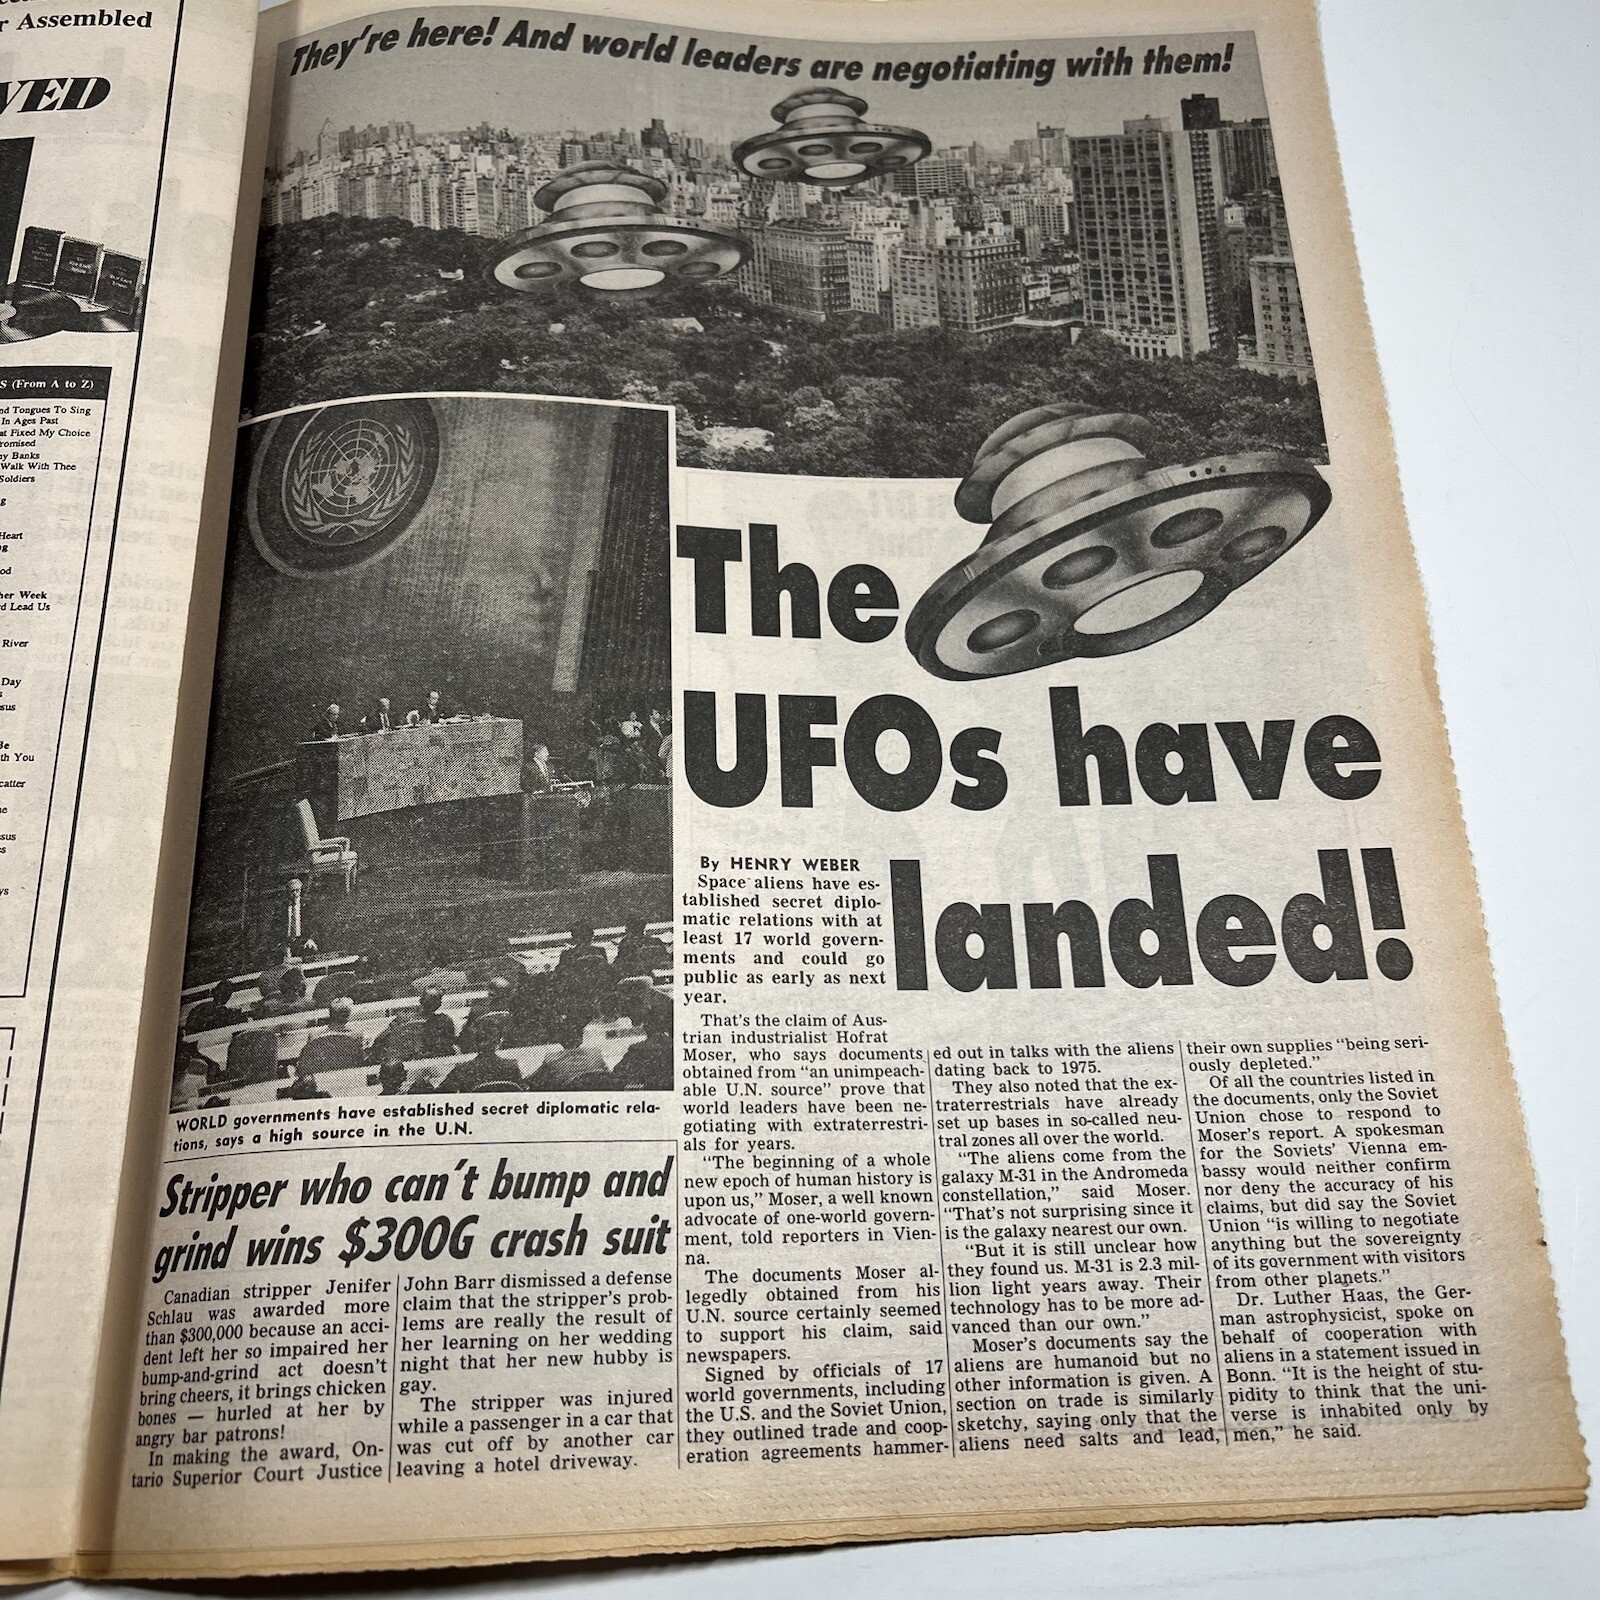 r Assembled
VED
S (From A to Z)
nd Tongues To Sing
In Ages Past
at Fixed My Choice
romised
ny Banks
Walk With Thee
Soldiers
g
Heart
ng
od
her Week
d Lead Us
River
Day
s
sus
Be
th You
catter
ne
esus
es
ys
They're here! And world leaders are negotiating with them!
The
UFOs have
landed!
WORLD governments have established secret diplomatic rela-
tions, says a high source in the U.N.
By HENRY WEBER
Space aliens have es-
tablished secret diplo-
matic relations with at
least 17 world govern-
ments and could go
public as early as next
year.
That's the claim of Aus-
trian industrialist Hofrat
Moser, who says documents
obtained from "an unimpeach-
able U.N. source" prove that
world leaders have been ne-
gotiating with extraterrestri-
als for years.
"The beginning of a whole
new epoch of human history is
upon us," Moser, a well known
advocate of one-world govern-
ment, told reporters in Vien-
na.
The documents Moser al-
legedly obtained from his
U.N. source certainly seemed
to support his claim, said
newspapers.
Signed by officials of 17
world governments, including
the U.S. and the Soviet Union,
they outlined trade and coop-
eration agreements hammer-
ed out in talks with the aliens
dating back to 1975.
They also noted that the ex-
traterrestrials have already
set up bases in so-called neu-
tral zones all over the world.
"The aliens come from the
galaxy M-31 in the Andromeda
constellation," said Moser.
"That's not surprising since it
is the galaxy nearest our own.
"But it is still unclear how
they found us. M-31 is 2.3 mil-
lion light years away. Their
technology has to be more ad-
vanced than our own."
Moser's documents say the
aliens are humanoid but no
other information is given. A
section on trade is similarly
sketchy, saying only that the
aliens need salts and lead,
their own supplies "being seri-
ously depleted."
Of all the countries listed in
the documents, only the Soviet
Union chose to respond to
Moser's report. A spokesman
for the Soviets' Vienna em-
bassy would neither confirm
nor deny the accuracy of his
claims, but did say the Soviet
Union "is willing to negotiate
anything but the sovereignty
of its government with visitors
from other planets."
Dr. Luther Haas, the Ger-
man astrophysicist, spoke on
behalf of cooperation with
aliens in a statement issued in
Bonn. "It is the height of stu-
pidity to think that the uni-
verse is inhabited only by
men," he said.
Stripper who can't bump and
grind wins $300G crash suit
Canadian stripper Jenifer
Schlau was awarded more
than $300,000 because an acci-
dent left her so impaired her
bump-and-grind act doesn't
bring cheers, it brings chicken
bones — hurled at her by
angry bar patrons!
In making the award, On-
tario Superior Court Justice
John Barr dismissed a defense
claim that the stripper's prob-
lems are really the result of
her learning on her wedding
night that her new hubby is
gay.
The stripper was injured
while a passenger in a car that
was cut off by another car
leaving a hotel driveway.